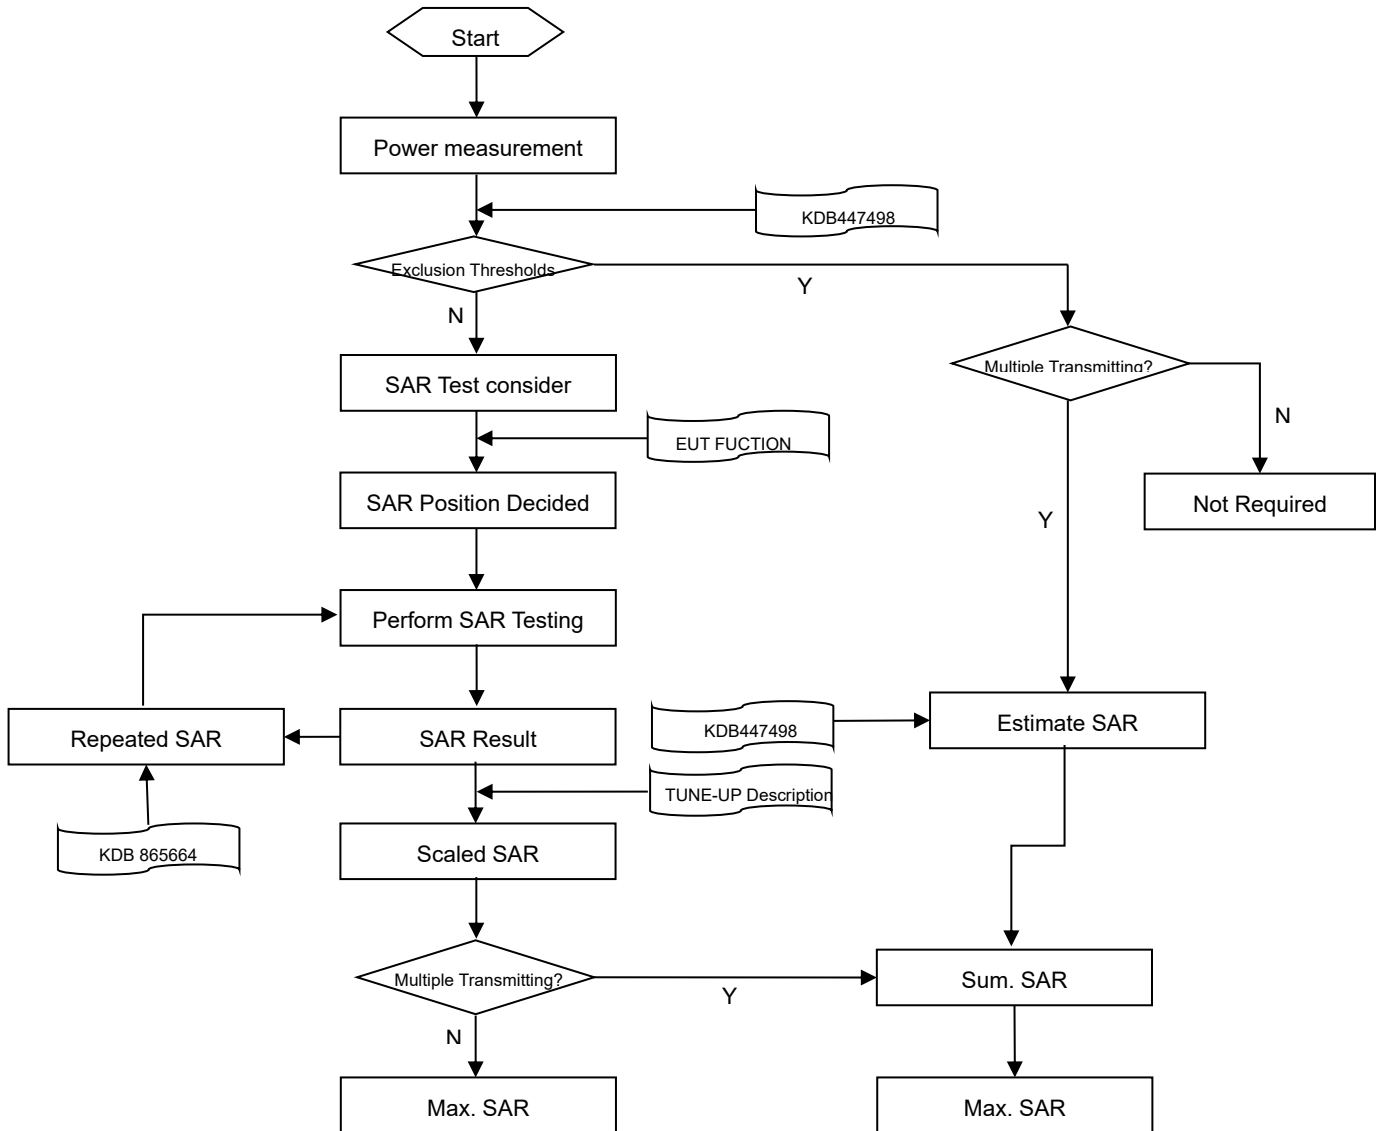 Start
Power measurement
KDB447498
Exclusion Thresholds
Y
N
Multiple Transmitting?
SAR Test consider
N
EUT FUCTION
SAR Position Decided
Not Required
Y
Perform SAR Testing
KDB447498
Estimate SAR
Repeated SAR
SAR Result
TUNE-UP Description
KDB 865664
Scaled SAR
Multiple Transmitting?
Y
Sum. SAR
N
Max. SAR
Max. SAR